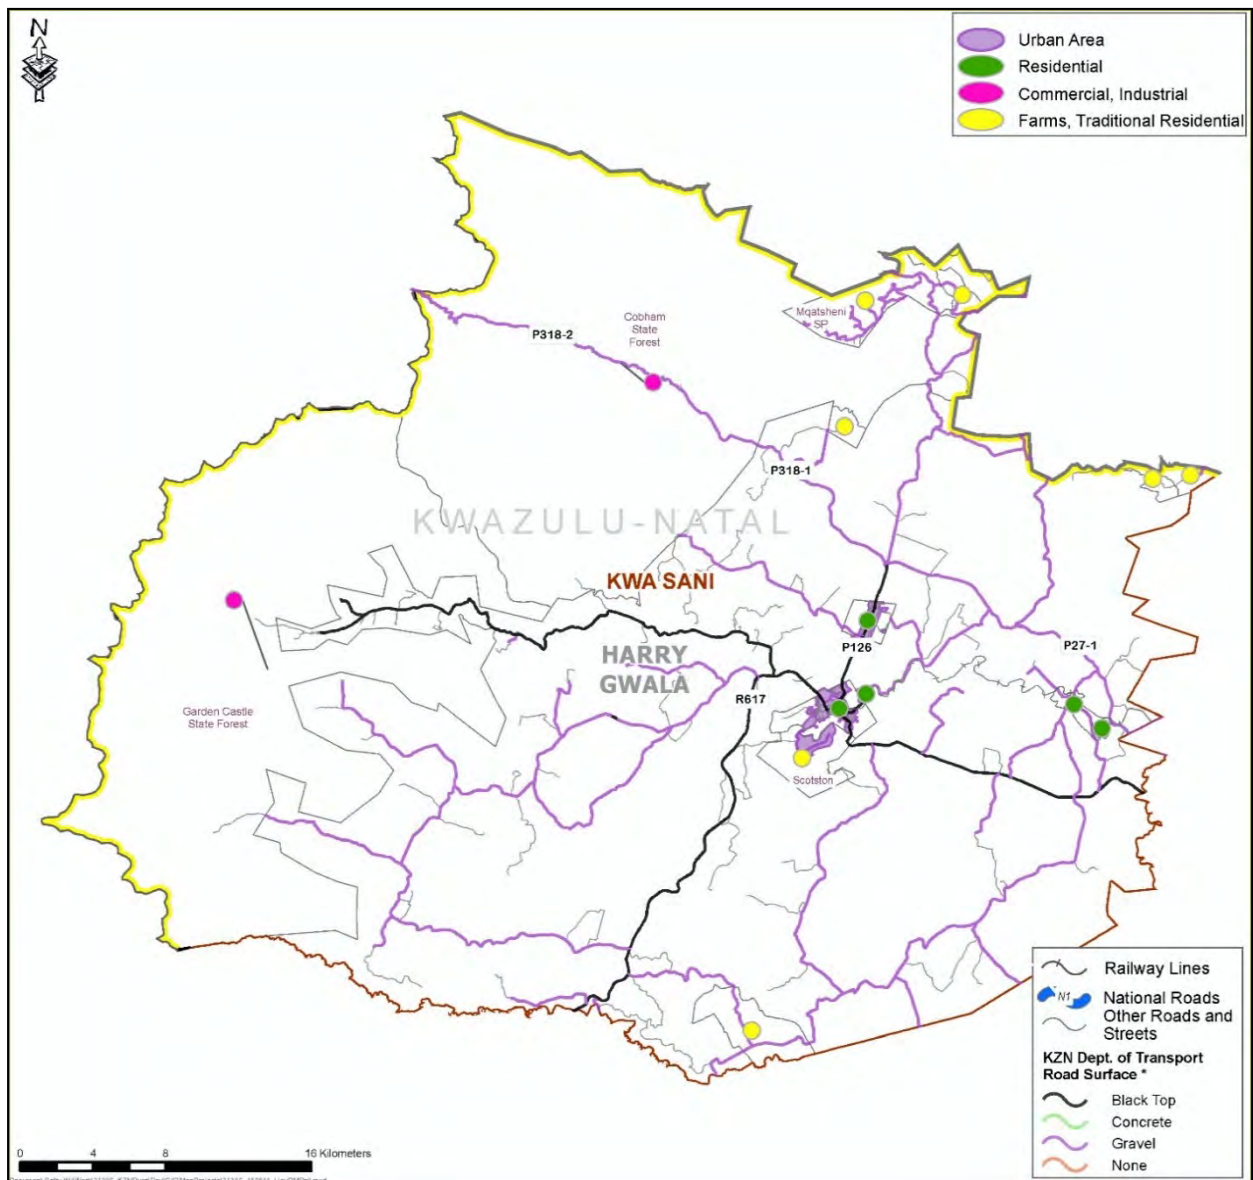 N
Urban Area
Residential
Commercial, Industrial
Farms, Traditional Residential
Cobham
State
Forest
Mqatsheni
SP
P318-2
P318-1
KWAZULU-NATAL
KWA SANI
HARRY
GWALA
P126
P27-1
R617
Garden Castle
State Forest
Scotston
Railway Lines
N1
National Roads
Other Roads and
Streets
KZN Dept. of Transport
Road Surface *
Black Top
Concrete
Gravel
None
0 4 8 16 Kilometers